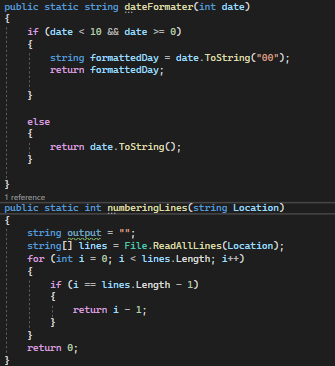 public static string dateFormater(int date)
{
    if (date < 10 && date >= 0)
    {
        string formattedDay = date.ToString("00");
        return formattedDay;
    }
    else
    {
        return date.ToString();
    }
}
1 reference
public static int numberingLines(string Location)
{
    string output = "";
    string[] lines = File.ReadAllLines(Location);
    for (int i = 0; i < lines.Length; i++)
    {
        if (i == lines.Length - 1)
        {
            return i - 1;
        }
    }
    return 0;
}